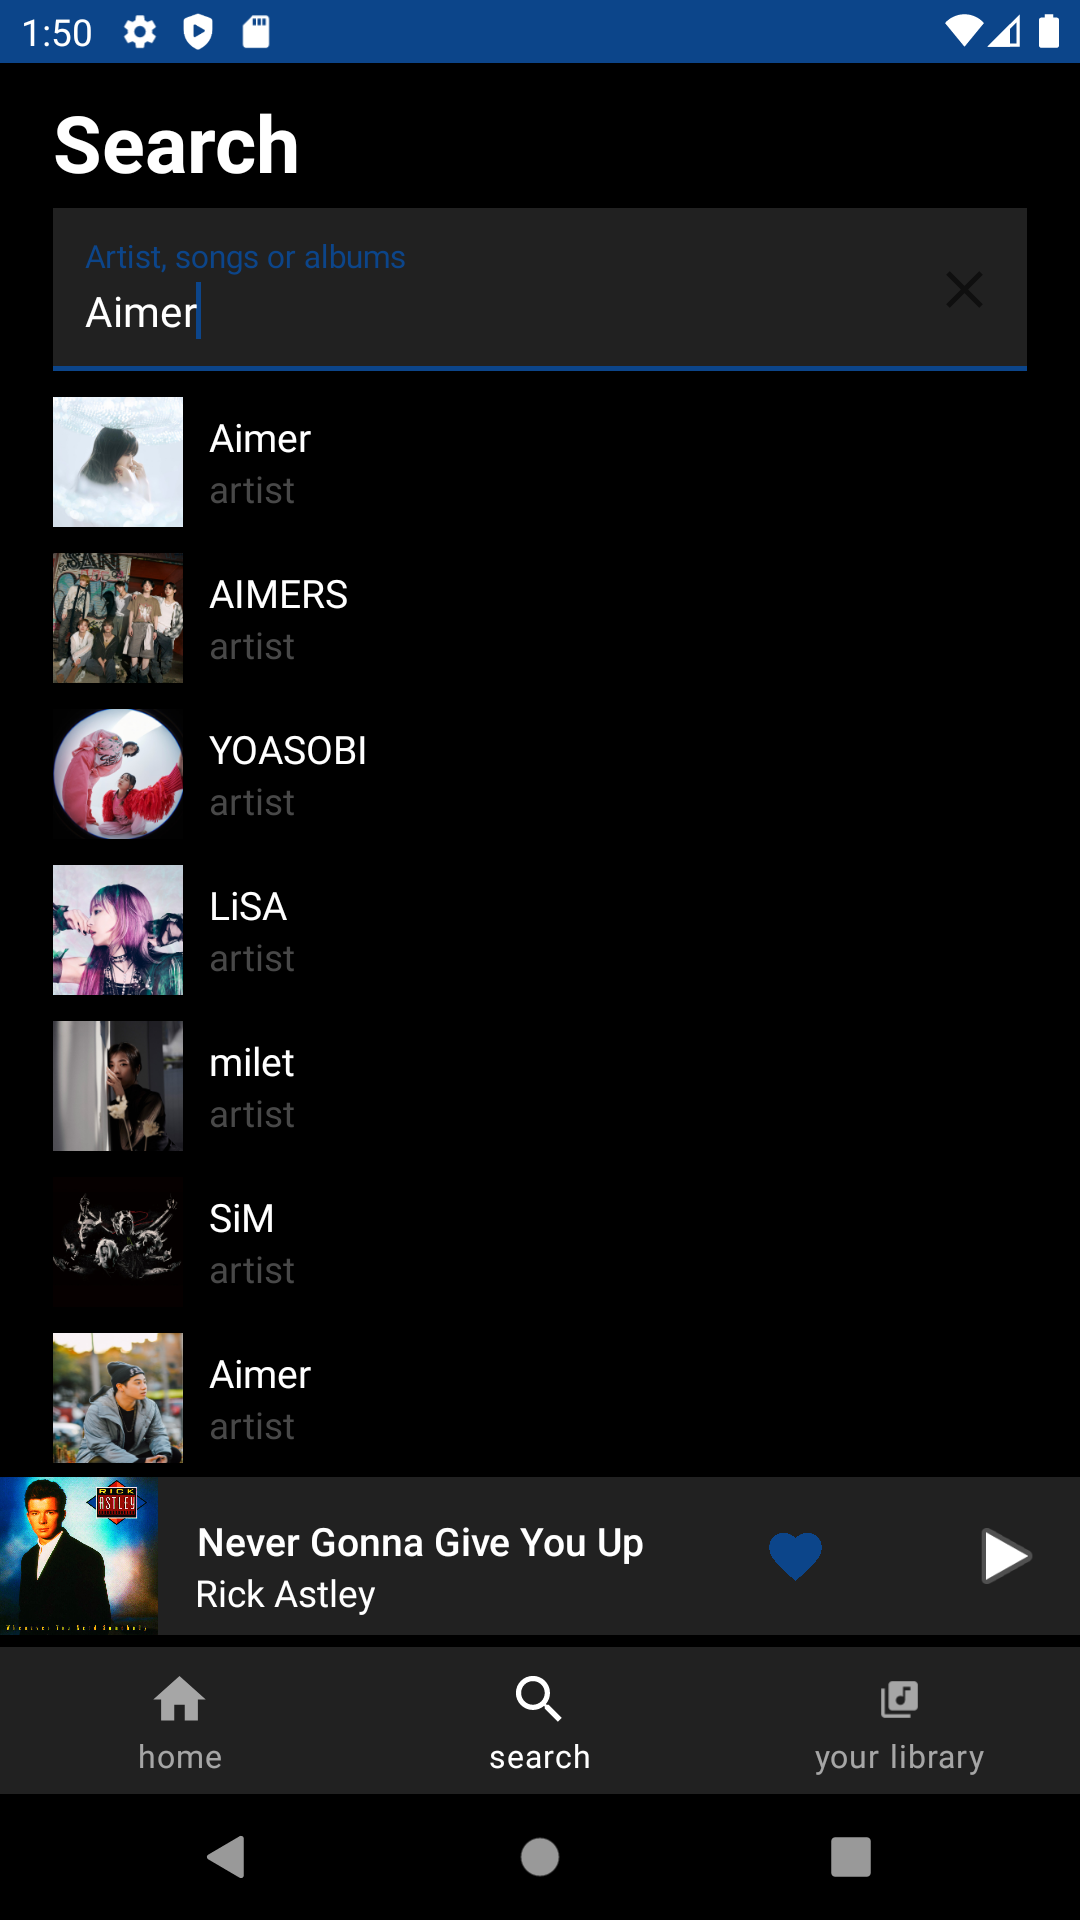 1:50
Search
Artist, songs or albums
Aimer
Aimer
artist
AIMERS
artist
YOASOBI
artist
LiSA
artist
milet
artist
SiM
artist
Aimer
artist
RICK
ASTLEY
Never Gonna Give You Up
Rick Astley
home
search
your library